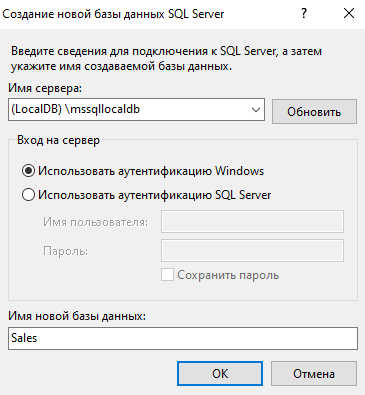 Создание новой базы данных SQL Server ? ×
Введите сведения для подключения к SQL Server, а затем
укажите имя создаваемой базы данных.
Имя сервера:
(LocalDB) \mssqllocaldb
Обновить
Вход на сервер
Использовать аутентификацию Windows
Использовать аутентификацию SQL Server
Имя пользователя:
Пароль:
Сохранить пароль
Имя новой базы данных:
Sales
ОК Отмена